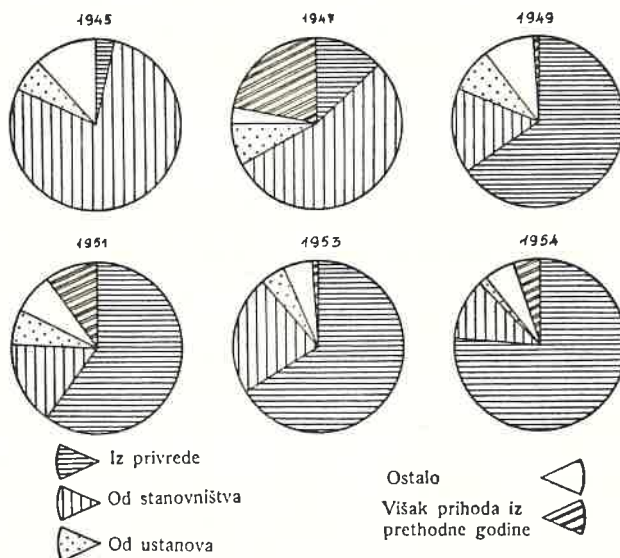 1945
1947
1949
1951
1953
1954
Iz privrede
Od stanovništva
Od ustanova
Ostalo
Višak prihoda iz
prethodne godine